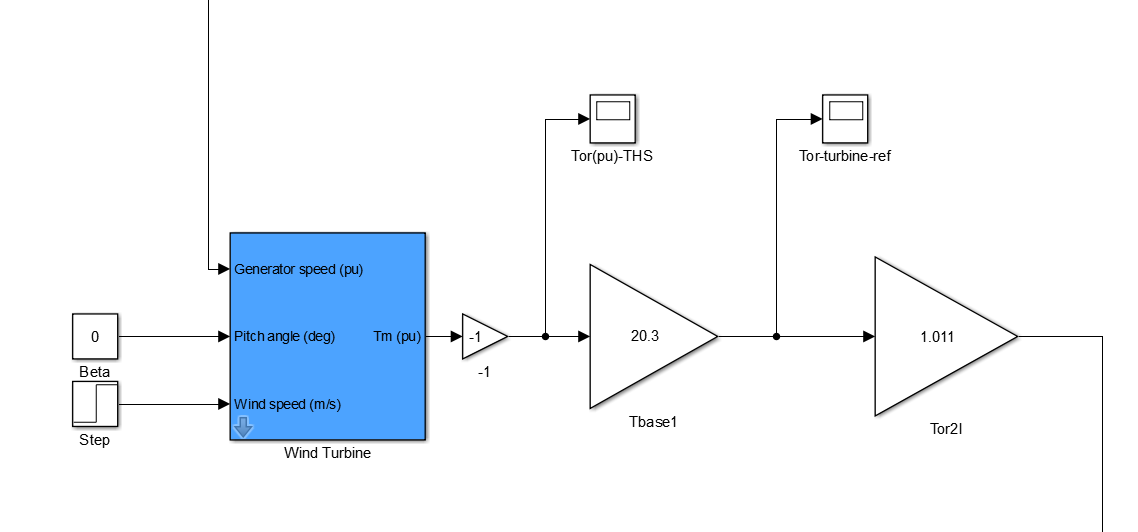 Tor(pu)-THS
Tor-turbine-ref
Generator speed (pu)
0
Pitch angle (deg)
Tm (pu)
-1
20.3
1.011
Beta
-1
Wind speed (m/s)
Tbase1
Tor2I
Step
Wind Turbine